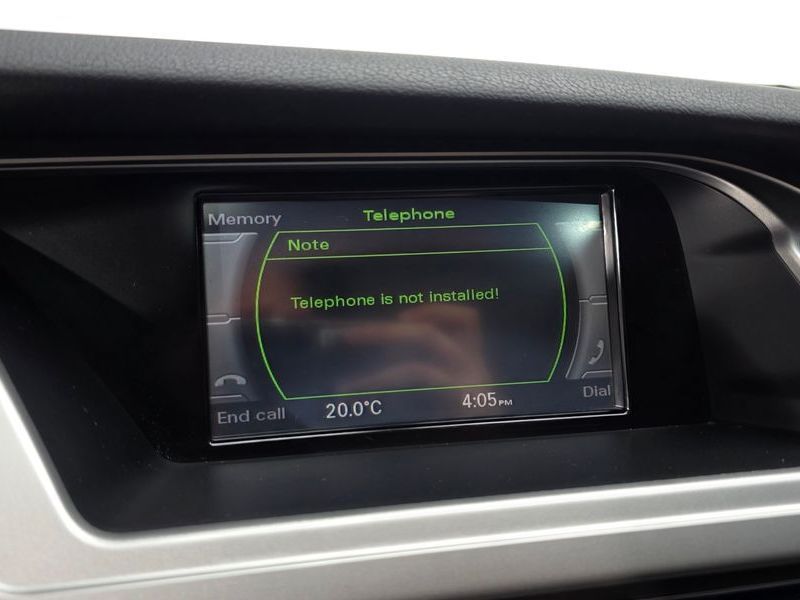 Memory
Telephone
Note
Telephone is not installed!
End call
20.0°C
4:05PM
Dial